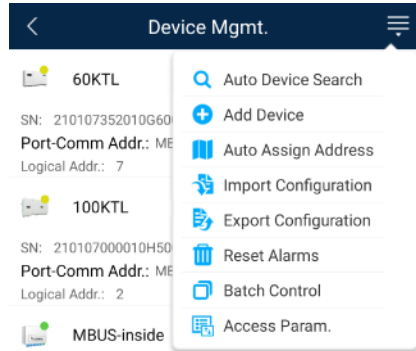 Device Mgmt.
60KTL
SN: 210107352010G60
Port-Comm Addr.: ME
Logical Addr.: 7
100KTL
SN: 210107000010H50
Port-Comm Addr.: ME
Logical Addr.: 2
MBUS-inside
Auto Device Search
Add Device
Auto Assign Address
Import Configuration
Export Configuration
Reset Alarms
Batch Control
Access Param.